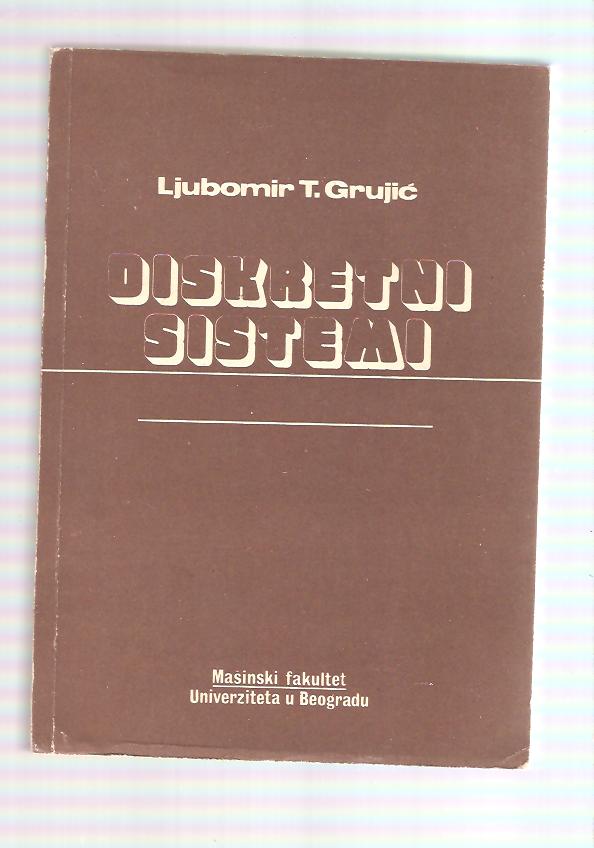 Ljubomir T. Grujić
DISKRETNI
SISTEMI
Mašinski fakultet
Univerziteta u Beogradu